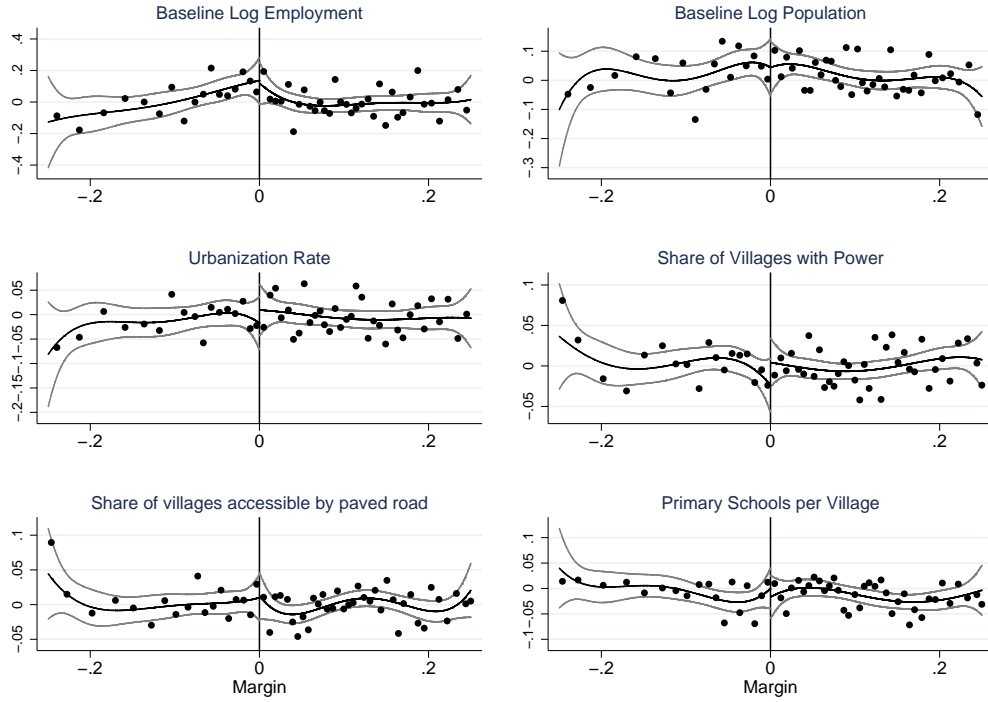 Baseline Log Employment
-.4 -.2 0 .2 .4
−.2 0 .2
Baseline Log Population
-.3 -.2 -.1 0 .1
−.2 0 .2
Urbanization Rate
-.2 -.15 -.1 -.05 0 .05
−.2 0 .2
Share of Villages with Power
-.05 0 .05 .1
−.2 0 .2
Share of villages accessible by paved road
-.05 0 .05 .1
−.2 0 .2
Margin
Primary Schools per Village
-.1 -.05 0 .05 .1
−.2 0 .2
Margin